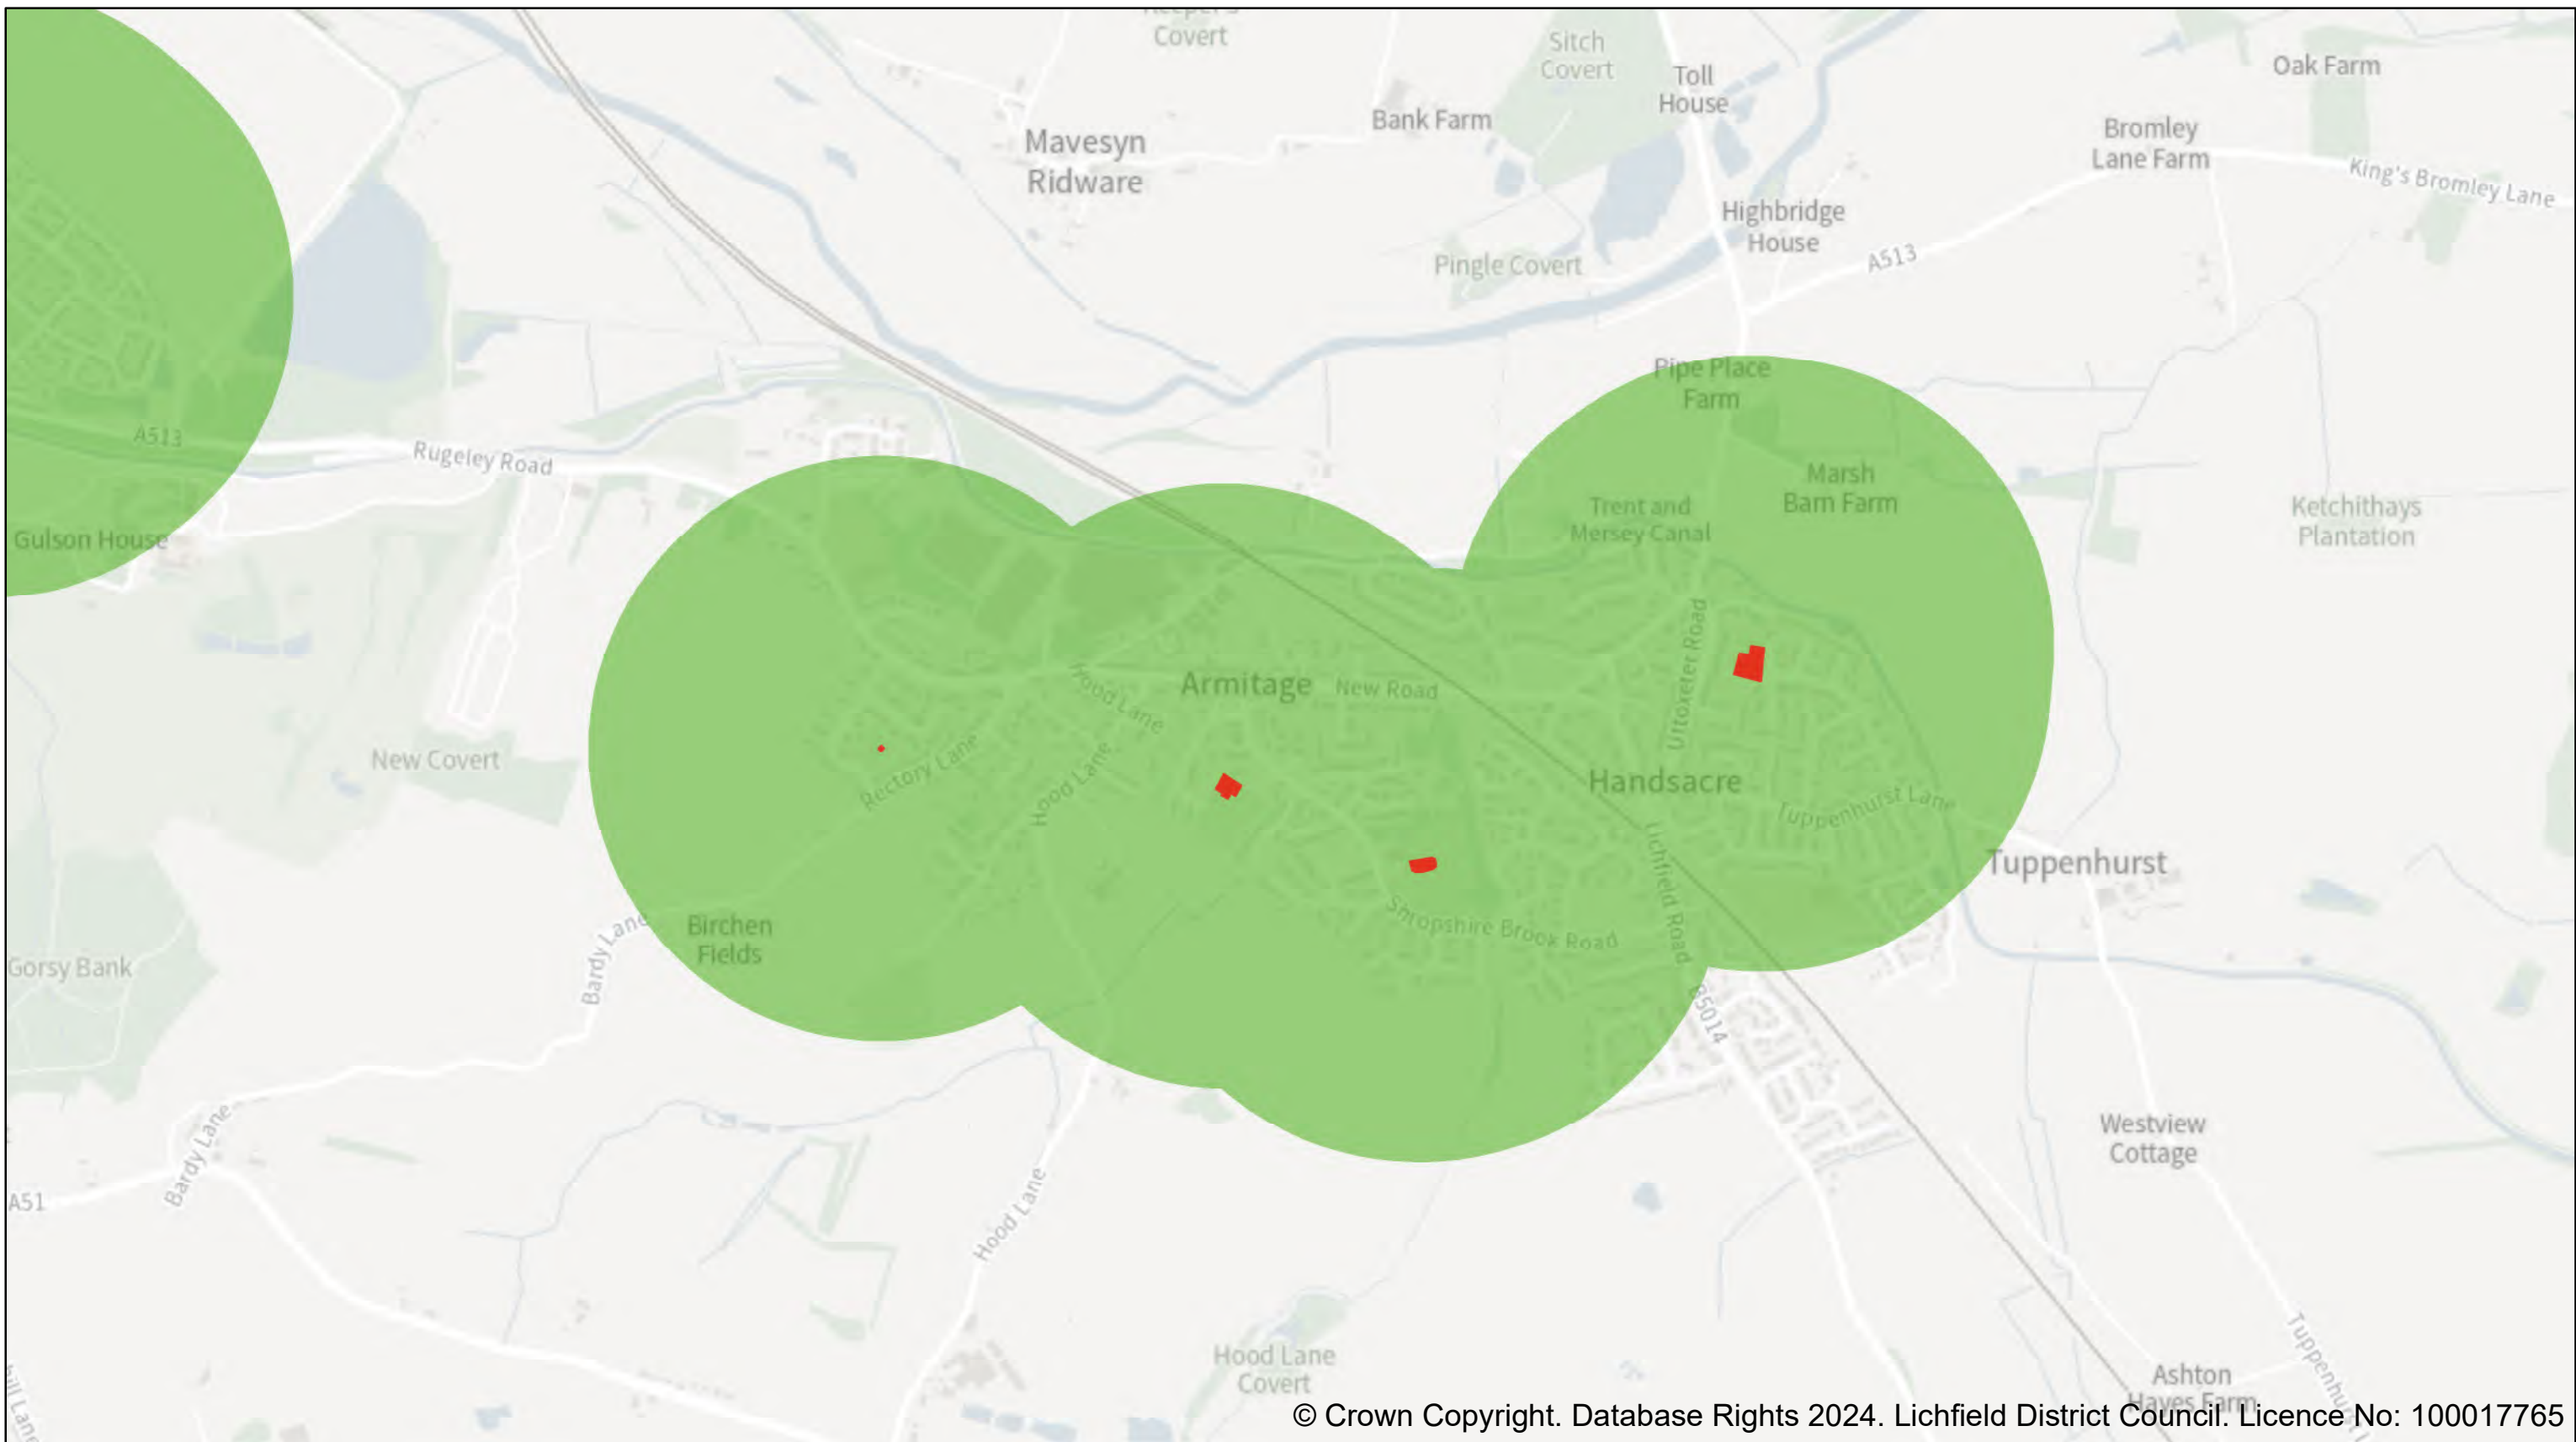 Covert
Sitch
Covert
Toll
House
Oak Farm
Bank Farm
Mavesyn
Ridware
Bromley
Lane Farm
King's Bromley Lane
Highbridge
House
A513
Pingle Covert
Pipe Place
Farm
A513
Rugeley Road
Marsh
Barn Farm
Trent and
Mersey Canal
Ketchithays
Plantation
Gulson House
Uttoxeter Road
Armitage
New Road
Hood Lane
New Covert
Rectory Lane
Hood Lane
Handsacre
Tuppenhurst Lane
Tuppenhurst
Lichfield Road
Shropshire Brook Road
Birchen
Fields
Bardy Lane
Gorsy Bank
B5014
Westview
Cottage
Bardy Lane
A51
Hood Lane
Hood Lane
Covert
Ashton
Hayes Farm
© Crown Copyright. Database Rights 2024. Lichfield District Council. Licence No: 100017765